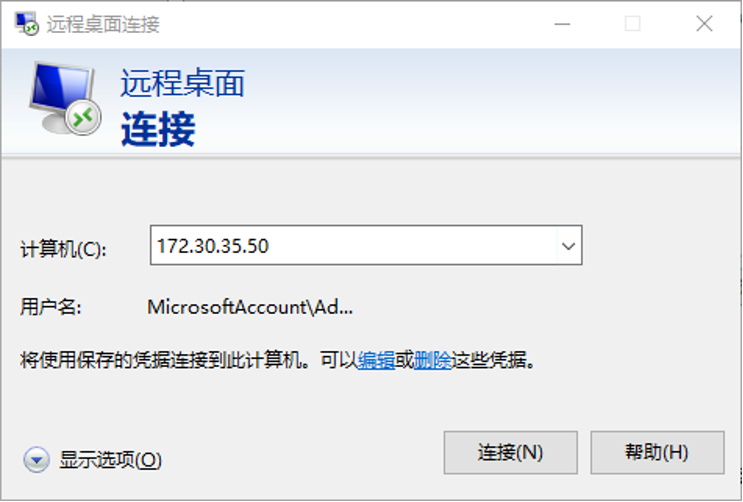 远程桌面连接
远程桌面
连接
计算机(C): 172.30.35.50
用户名: MicrosoftAccount\Ad...
将使用保存的凭据连接到此计算机。可以编辑或删除这些凭据。
显示选项(O) 连接(N) 帮助(H)